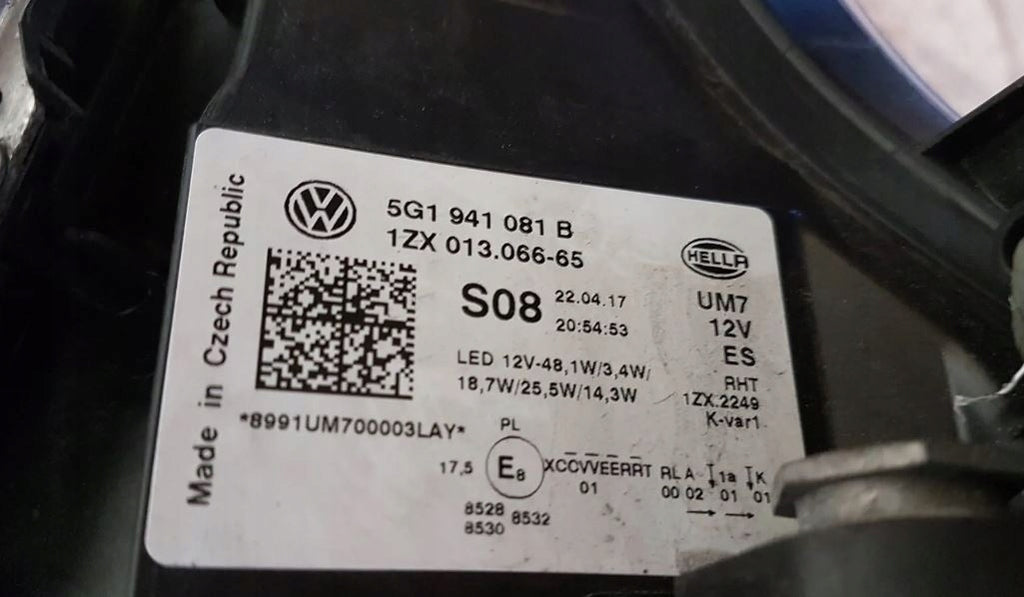 Made in Czech Republic
5G1 941 081 B
1ZX 013.066-65
HELLA
S08
22.04.17
20:54:53
UM7
12V
ES
RHT
1ZX.2249
K-var1
LED 12V-48,1W/3,4W/
18,7W/25,5W/14,3W
*8991UM700003LAY*
PL
17,5
E8
XCCVVEERRT RL A 1a K
01 00 02 01 01
8528
8530
8532